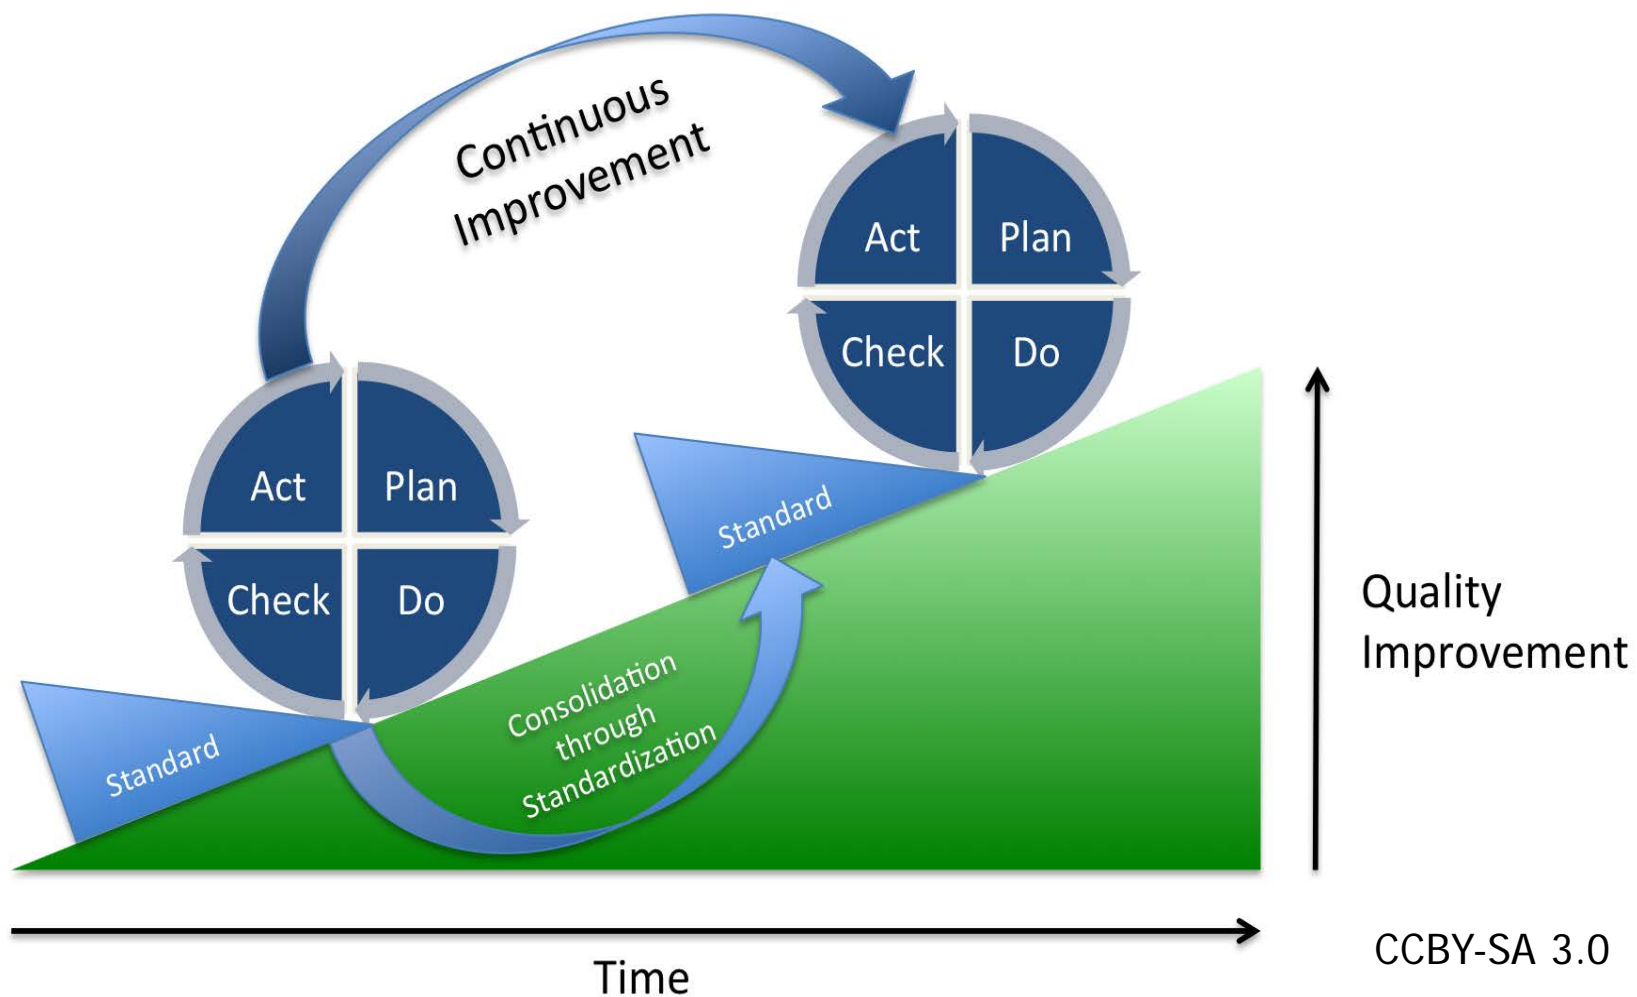 Continuous
Improvement
Act
Plan
Check
Do
Act
Plan
Check
Do
Standard
Standard
Consolidation
through
Standardization
Quality
Improvement
Time
CCBY-SA 3.0